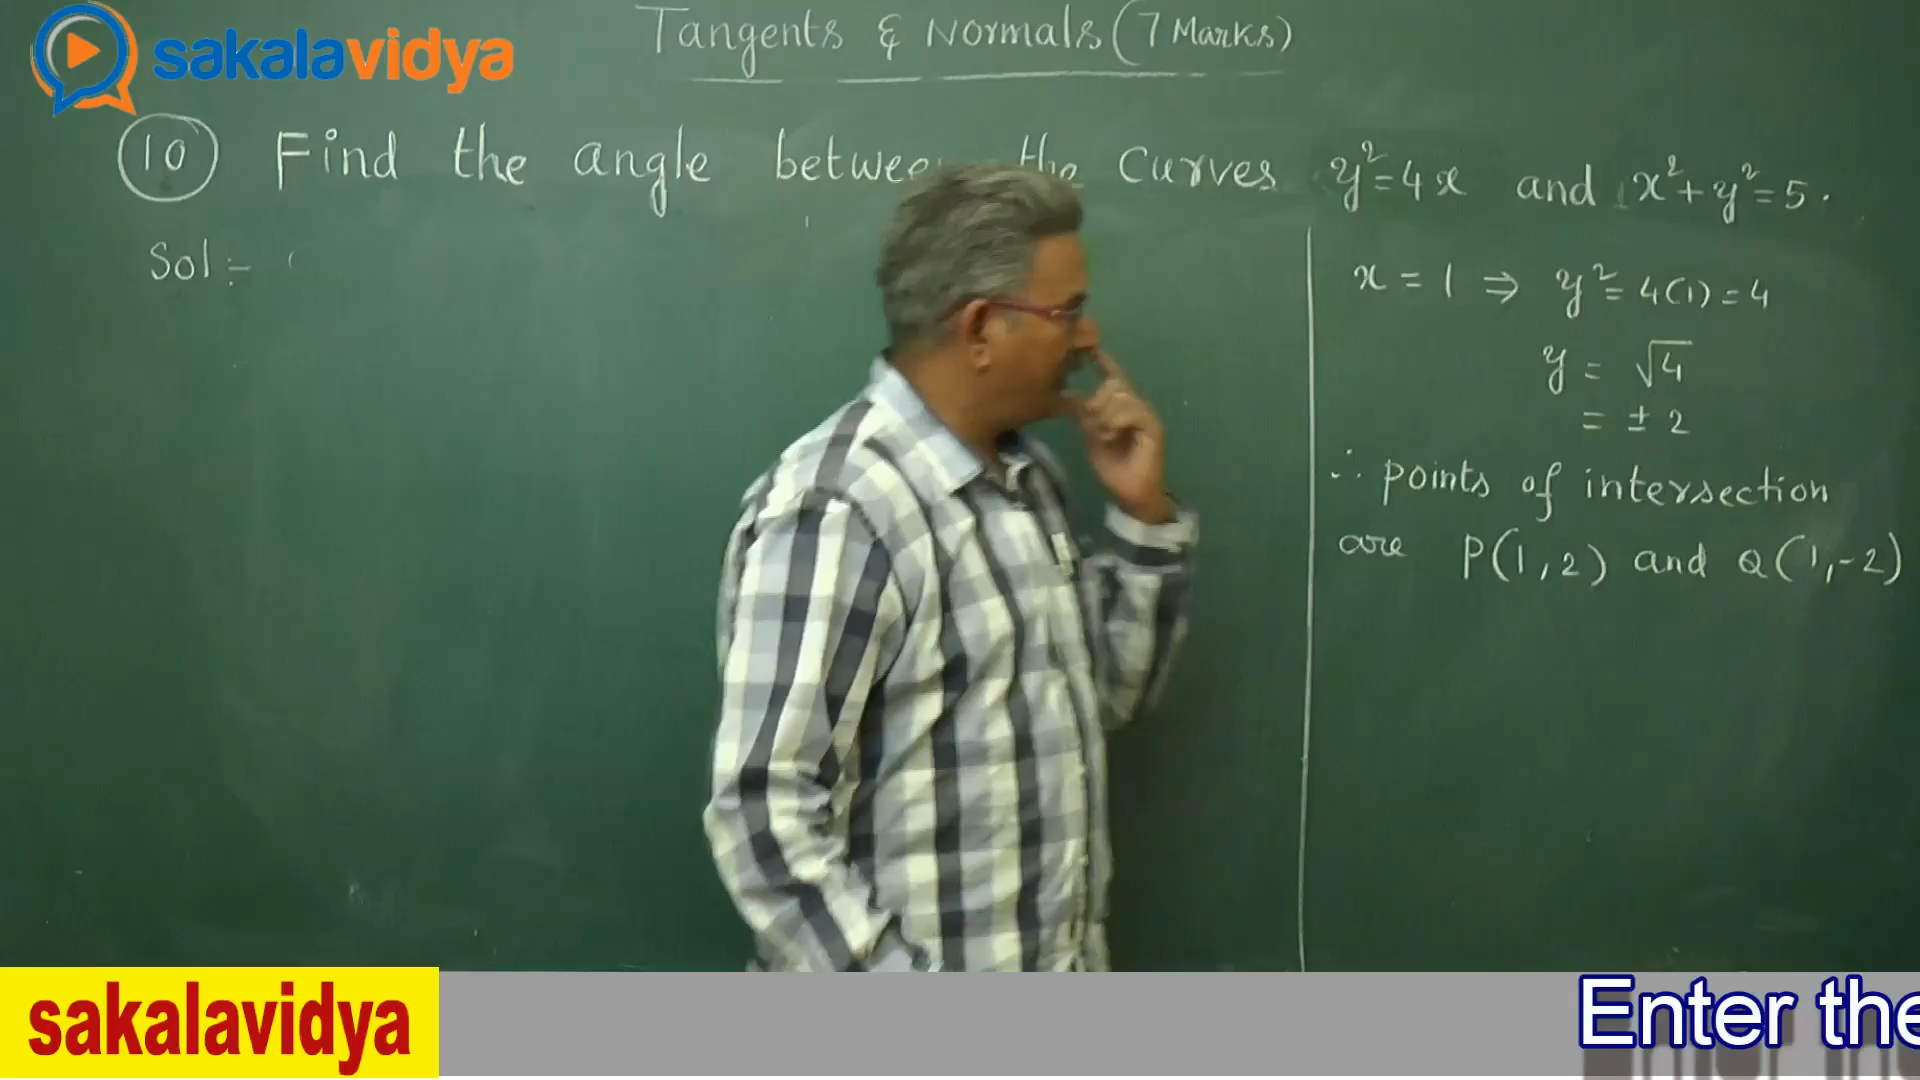 sakalavidya
Tangents & Normals (7 Marks)
10 Find the angle between the curves y²=4x and x²+y²=5.
Sol:-
x = 1 ⇒ y²= 4(1)=4
y = √4
= ± 2
∴ points of intersection
are P(1,2) and Q(1,-2)
sakalavidya
Enter the